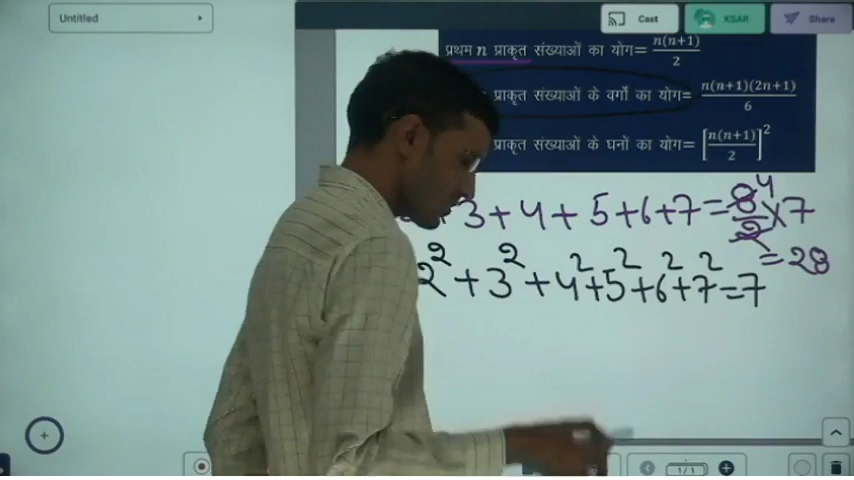 Untitled
Cast
KSAR
Share
प्रथम n प्राकृत संख्याओं का योग= n(n+1)/2
प्राकृत संख्याओं के वर्गों का योग= n(n+1)(2n+1)/6
प्राकृत संख्याओं के घनों का योग= [n(n+1)/2]²
3+4+5+6+7=8/2×7
4
=28
2²+3²+4²+5²+6²+7²=7
1/1